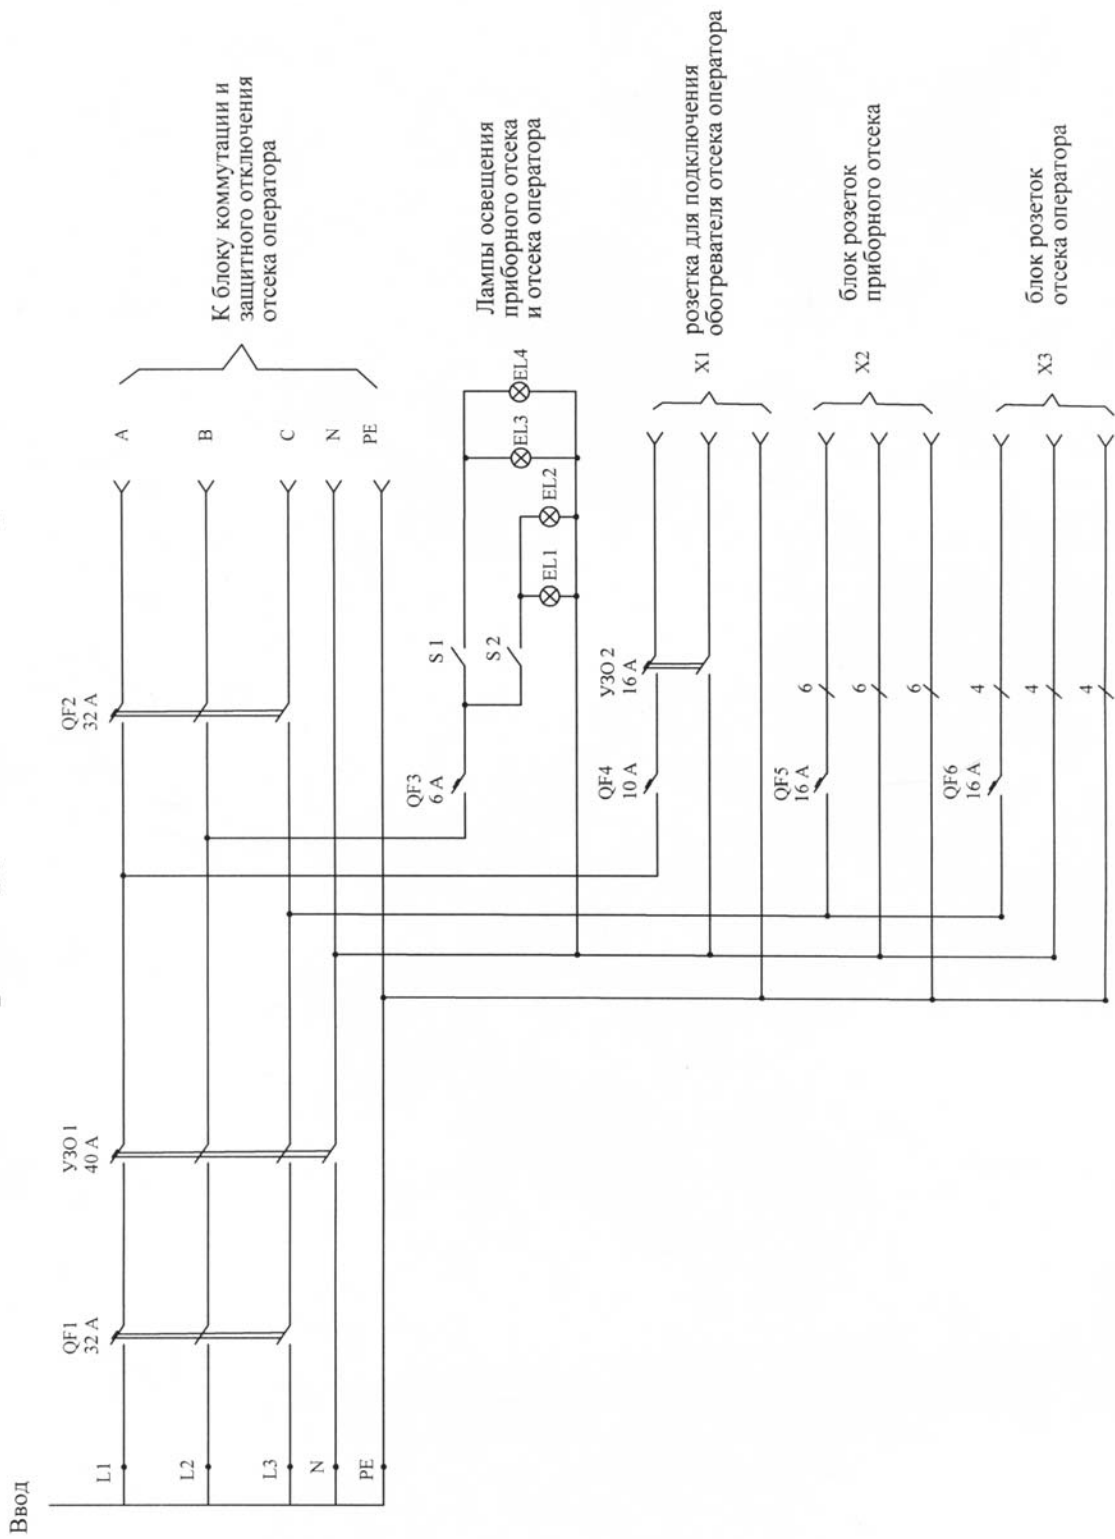 Ввод
L1
L2
L3
N
PE
QF1
32 А
УЗО 1
40 А
QF2
32 А
A
B
C
N
PE
К блоку коммутации и
защитного отключения
отсека оператора
QF3
6 А
S 1
S 2
EL1
EL2
EL3
EL4
Лампы освещения
приборного отсека
и отсека оператора
QF4
10 А
УЗО 2
16 А
X1
розетка для подключения
обогревателя отсека оператора
QF5
16 А
6
6
6
X2
блок розеток
приборного отсека
QF6
16 А
4
4
4
X3
блок розеток
отсека оператора